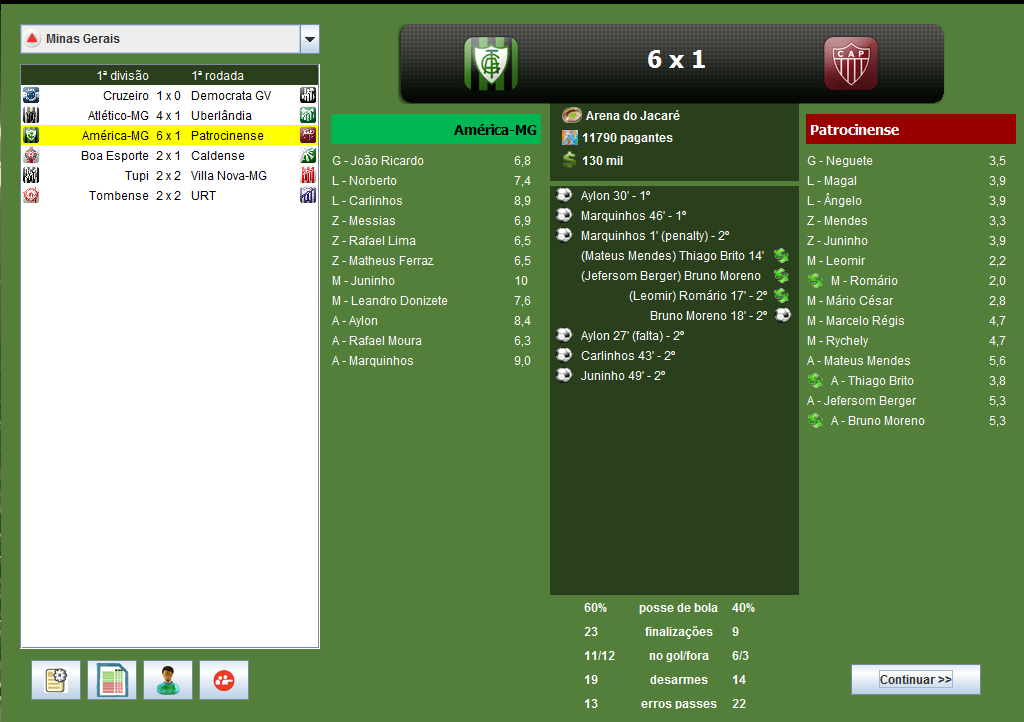 Minas Gerais
1ª divisão 1ª rodada
Cruzeiro 1 x 0 Democrata GV
Atlético-MG 4 x 1 Uberlândia
América-MG 6 x 1 Patrocinense
Boa Esporte 2 x 1 Caldense
Tupi 2 x 2 Villa Nova-MG
Tombense 2 x 2 URT
6 x 1
CAP
América-MG
G - João Ricardo 6,8
L - Norberto 7,4
L - Carlinhos 8,9
Z - Messias 6,9
Z - Rafael Lima 6,5
Z - Matheus Ferraz 6,5
M - Juninho 10
M - Leandro Donizete 7,6
A - Aylon 8,4
A - Rafael Moura 6,3
A - Marquinhos 9,0
Arena do Jacaré
11790 pagantes
130 mil
Aylon 30' - 1º
Marquinhos 46' - 1º
Marquinhos 1' (penalty) - 2º
(Mateus Mendes) Thiago Brito 14'
(Jefersom Berger) Bruno Moreno
(Leomir) Romário 17' - 2º
Bruno Moreno 18' - 2º
Aylon 27' (falta) - 2º
Carlinhos 43' - 2º
Juninho 49' - 2º
60% posse de bola 40%
23 finalizações 9
11/12 no gol/fora 6/3
19 desarmes 14
13 erros passes 22
Patrocinense
G - Neguete 3,5
L - Magal 3,9
L - Ângelo 3,9
Z - Mendes 3,3
Z - Juninho 3,9
M - Leomir 2,2
M - Romário 2,0
M - Mário César 2,8
M - Marcelo Régis 4,7
M - Rychely 4,7
A - Mateus Mendes 5,6
A - Thiago Brito 3,8
A - Jefersom Berger 5,3
A - Bruno Moreno 5,3
Continuar >>